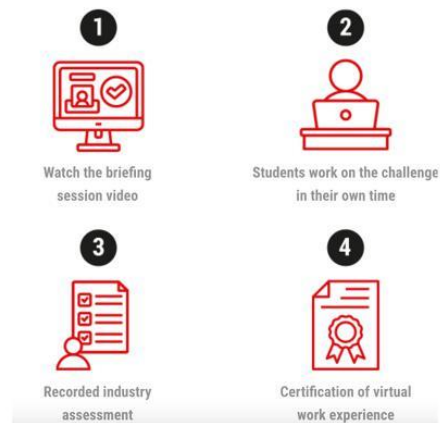 1
Watch the briefing
session video
2
Students work on the challenge
in their own time
3
Recorded industry
assessment
4
Certification of virtual
work experience